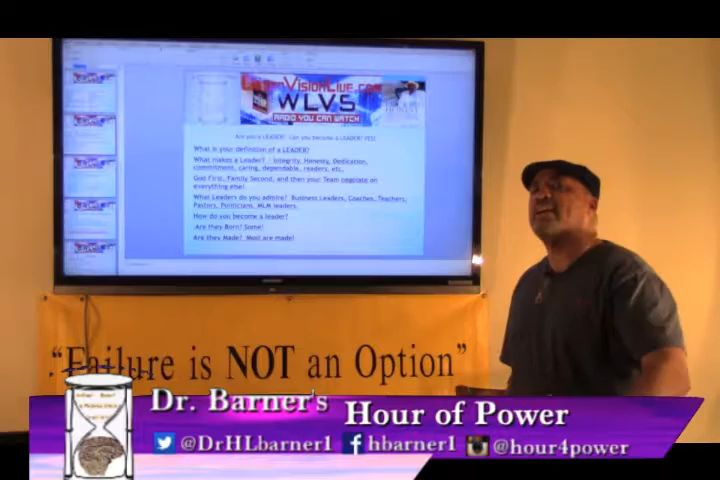 LearnVisionLive.com
WLVS
RADIO YOU CAN WATCH
Are you a LEADER? Can you become a LEADER? YES!
What is your definition of a LEADER?
What makes a Leader? : Integrity, Honesty, Dedication,
commitment, caring, dependable, readers, etc.
God First, Family Second, and then your Team negotiate on
everything else!
What Leaders do you admire? Business Leaders, Coaches, Teachers,
Pastors, Politicians, MLM leaders.
How do you become a leader?
Are they Born? Some!
Are they Made? Most are made!
"Failure is NOT an Option"
Dr. Barner's Hour of Power
@DrHLbarner1 hbarner1 @hour4power